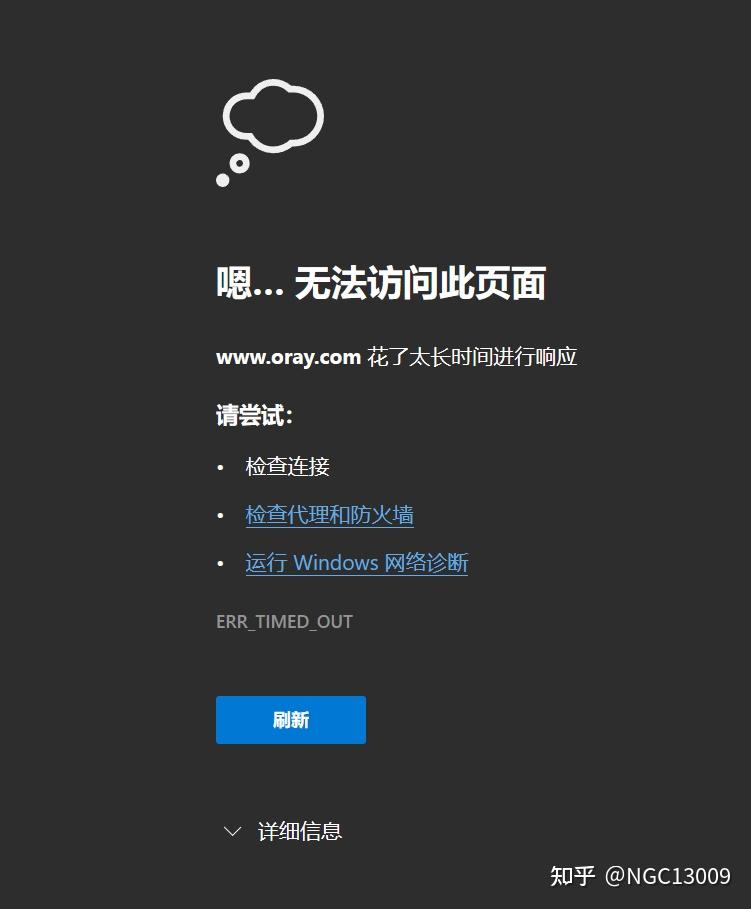 嗯... 无法访问此页面
www.oray.com 花了太长时间进行响应
请尝试:
• 检查连接
• 检查代理和防火墙
• 运行 Windows 网络诊断
ERR_TIMED_OUT
刷新
详细信息
知乎 @NGC13009